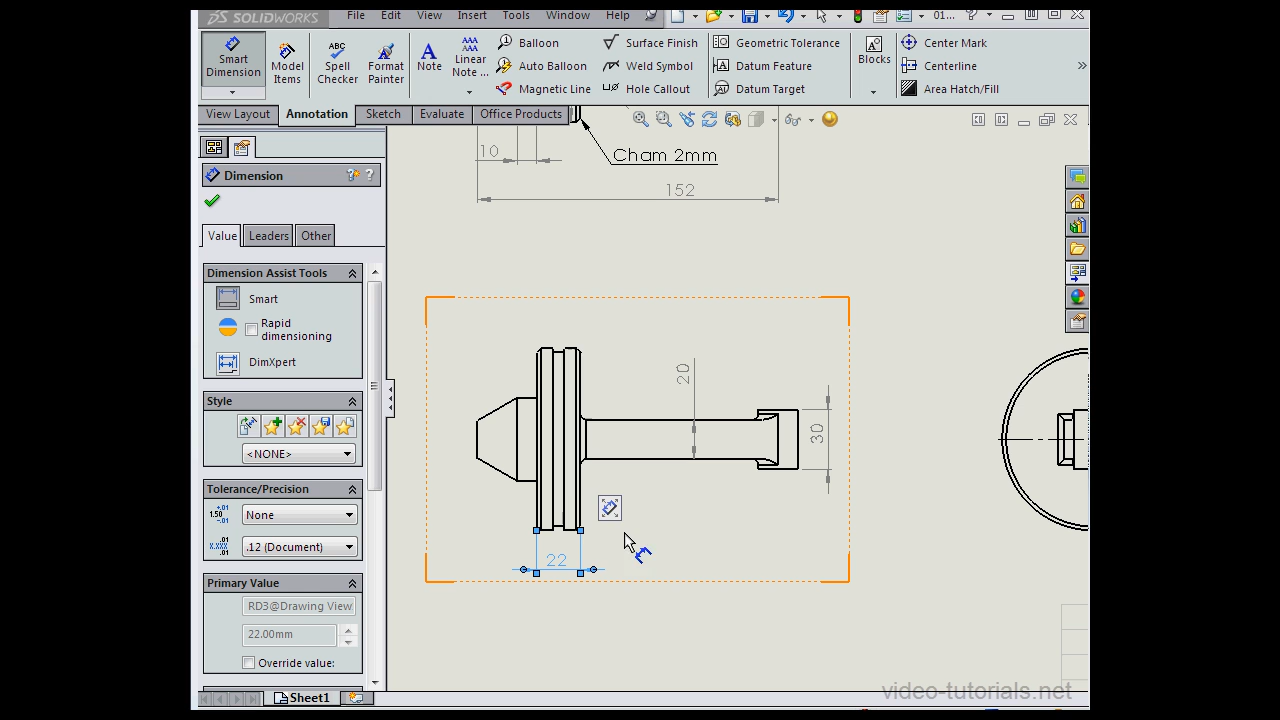 SOLIDWORKS File Edit View Insert Tools Window Help 01... ?
Smart Dimension
Model Items
ABC
Spell Checker
Format Painter
A
Note
AAA
AAA
Linear Note ...
Balloon
Auto Balloon
Magnetic Line
Surface Finish
Weld Symbol
Hole Callout
Geometric Tolerance
Datum Feature
Datum Target
Blocks
Center Mark
Centerline
Area Hatch/Fill
View Layout Annotation Sketch Evaluate Office Products
Dimension
Value Leaders Other
Dimension Assist Tools
Smart
Rapid
dimensioning
DimXpert
Style
<NONE>
Tolerance/Precision
None
.12 (Document)
Primary Value
RD3@Drawing View
22.00mm
Override value:
10
Cham 2mm
152
20
30
22
Sheet1
video-tutorials.net